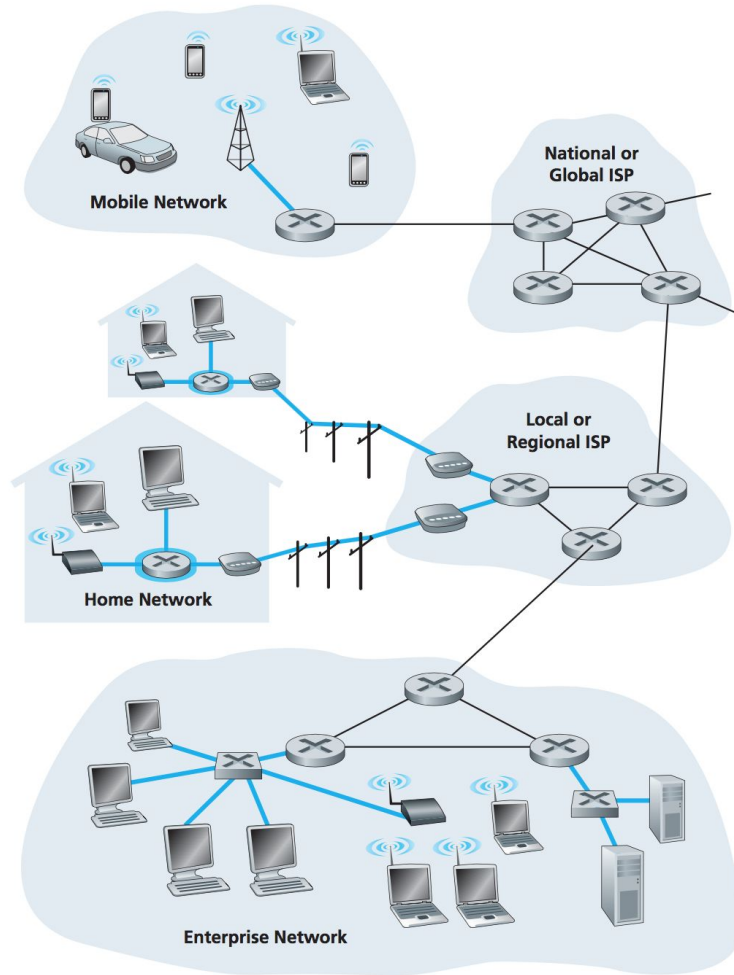 Mobile Network
National or
Global ISP
Local or
Regional ISP
Home Network
Enterprise Network